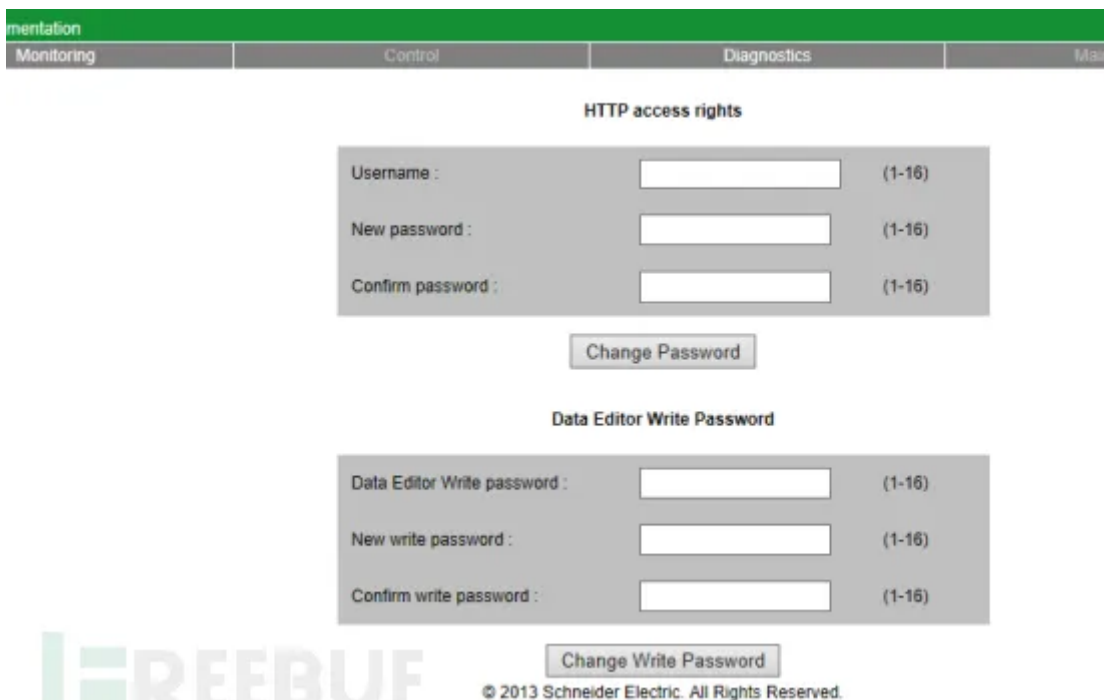 mentation
Monitoring Control Diagnostics Mai
HTTP access rights
Username : (1-16)
New password : (1-16)
Confirm password : (1-16)
Change Password
Data Editor Write Password
Data Editor Write password : (1-16)
New write password : (1-16)
Confirm write password : (1-16)
FREEBUF
Change Write Password
© 2013 Schneider Electric. All Rights Reserved.